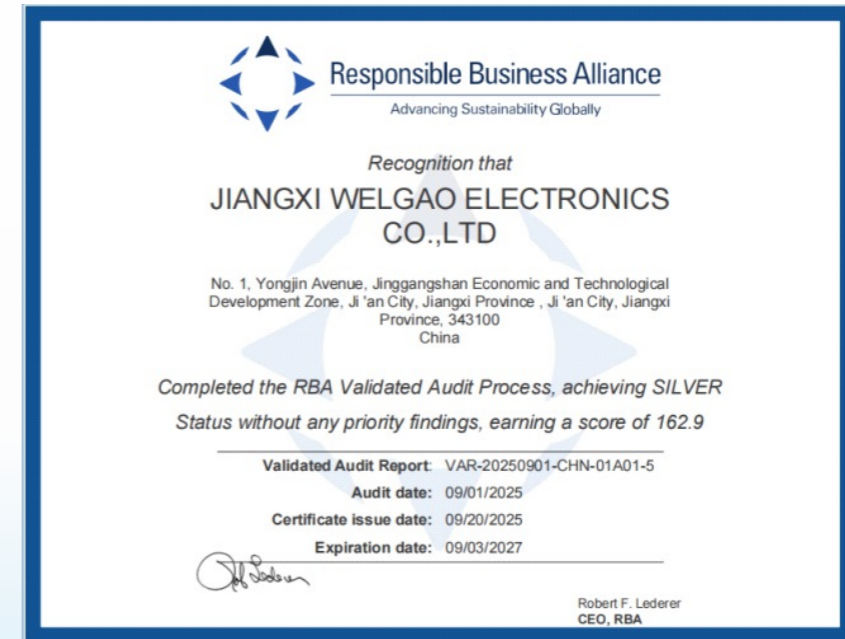 Responsible Business Alliance
Advancing Sustainability Globally
Recognition that
JIANGXI WELGAO ELECTRONICS
CO.,LTD
No. 1, Yongjin Avenue, Jinggangshan Economic and Technological
Development Zone, Ji 'an City, Jiangxi Province , Ji 'an City, Jiangxi
Province, 343100
China
Completed the RBA Validated Audit Process, achieving SILVER
Status without any priority findings, earning a score of 162.9
Validated Audit Report: VAR-20250901-CHN-01A01-5
Audit date: 09/01/2025
Certificate issue date: 09/20/2025
Expiration date: 09/03/2027
Rob Lederer
Robert F. Lederer
CEO, RBA